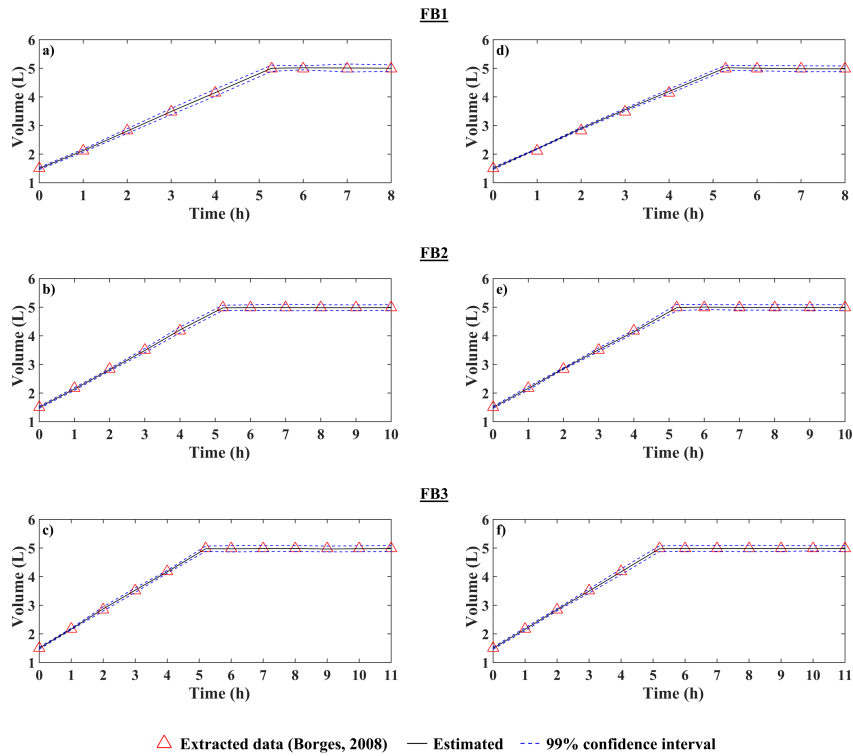 FB1
a)
Volume (L)
6
5
4
3
2
1
0 1 2 3 4 5 6 7 8
Time (h)
d)
Volume (L)
6
5
4
3
2
1
0 1 2 3 4 5 6 7 8
Time (h)
FB2
b)
Volume (L)
6
5
4
3
2
1
0 1 2 3 4 5 6 7 8 9 10
Time (h)
e)
Volume (L)
6
5
4
3
2
1
0 1 2 3 4 5 6 7 8 9 10
Time (h)
FB3
c)
Volume (L)
6
5
4
3
2
1
0 1 2 3 4 5 6 7 8 9 10 11
Time (h)
f)
Volume (L)
6
5
4
3
2
1
0 1 2 3 4 5 6 7 8 9 10 11
Time (h)
Extracted data (Borges, 2008) Estimated 99% confidence interval